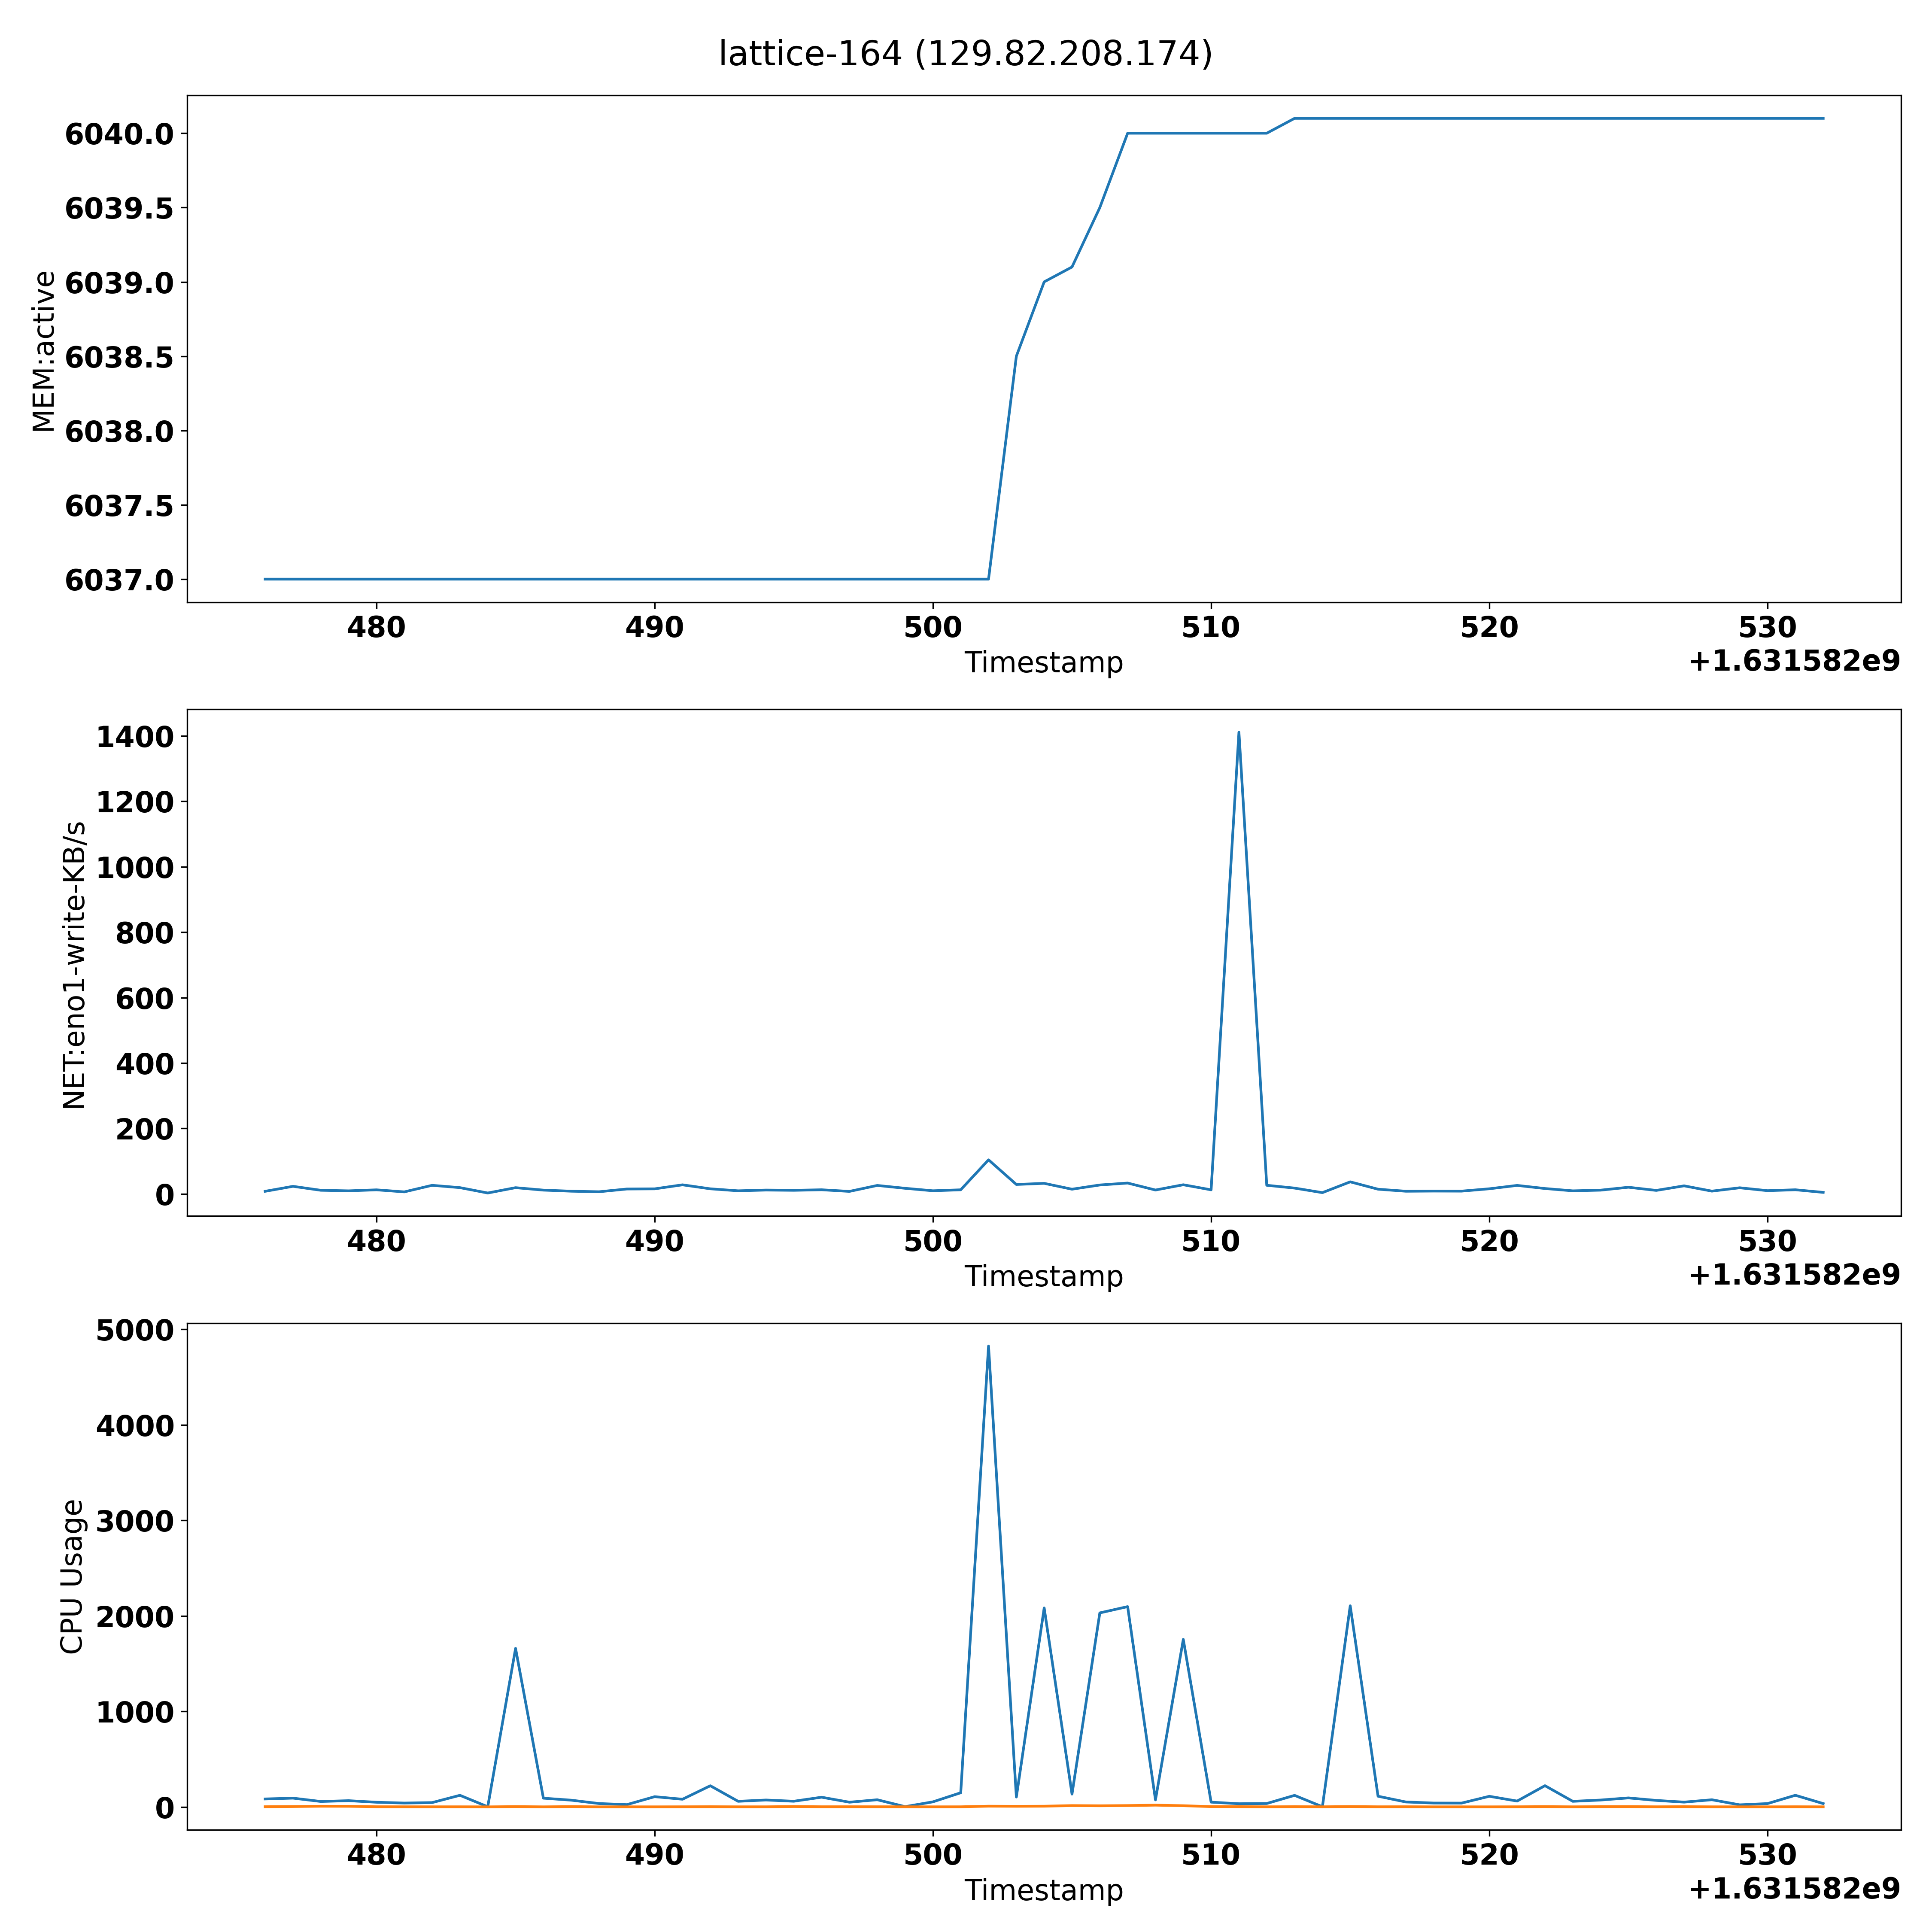 lattice-164 (129.82.208.174)
6040.0
6039.5
6039.0
6038.5
6038.0
6037.5
6037.0
MEM:active
480 490 500 510 520 530
Timestamp
+1.631582e9
1400
1200
1000
800
600
400
200
0
NET:eno1-write-KB/s
480 490 500 510 520 530
Timestamp
+1.631582e9
5000
4000
3000
2000
1000
0
CPU Usage
480 490 500 510 520 530
Timestamp
+1.631582e9